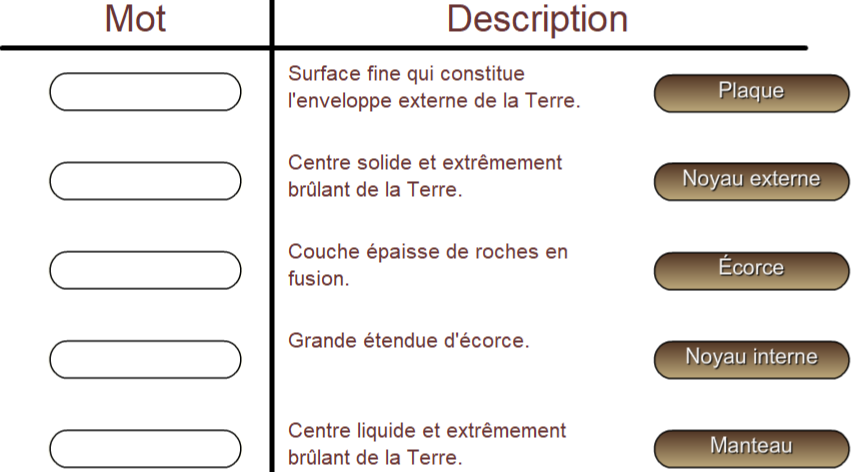 Mot
Description
Surface fine qui constitue
l'enveloppe externe de la Terre.
Plaque
Centre solide et extrêmement
brûlant de la Terre.
Noyau externe
Couche épaisse de roches en
fusion.
Écorce
Grande étendue d'écorce.
Noyau interne
Centre liquide et extrêmement
brûlant de la Terre.
Manteau